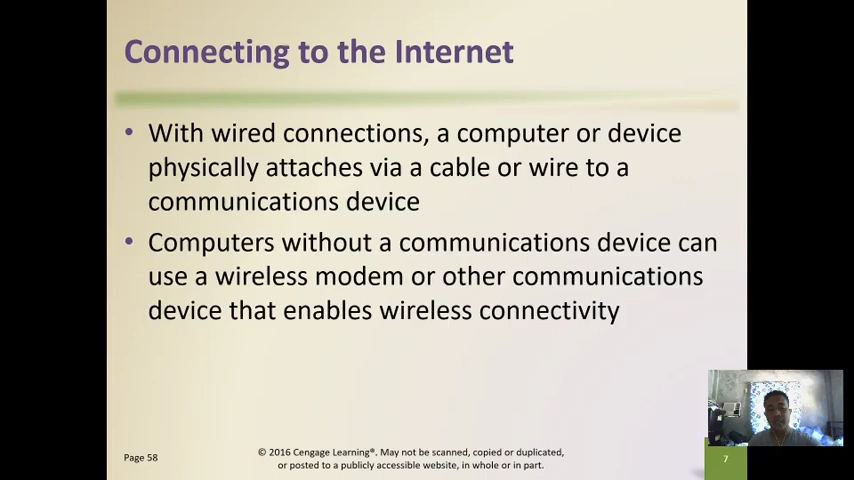 Connecting to the Internet
• With wired connections, a computer or device
physically attaches via a cable or wire to a
communications device
• Computers without a communications device can
use a wireless modem or other communications
device that enables wireless connectivity
Page 58
© 2016 Cengage Learning®. May not be scanned, copied or duplicated,
or posted to a publicly accessible website, in whole or in part.
7